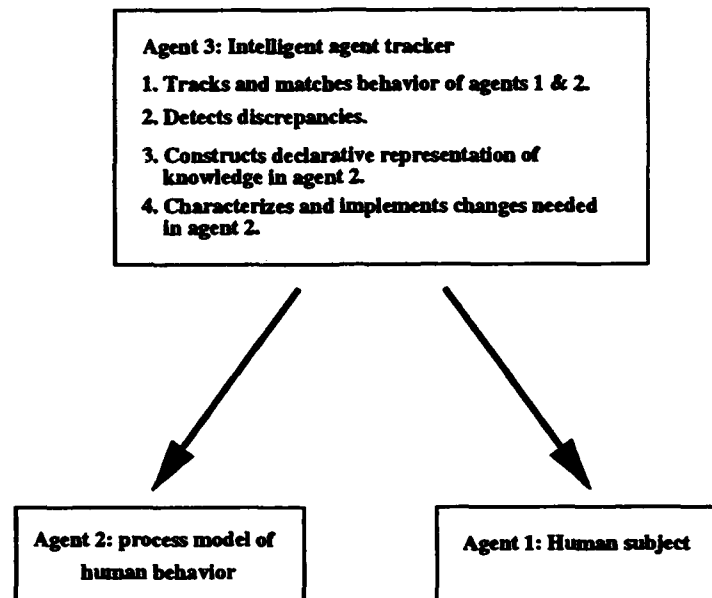 Agent 3: Intelligent agent tracker
1. Tracks and matches behavior of agents 1 & 2.
2. Detects discrepancies.
3. Constructs declarative representation of
knowledge in agent 2.
4. Characterizes and implements changes needed
in agent 2.
Agent 2: process model of
human behavior
Agent 1: Human subject